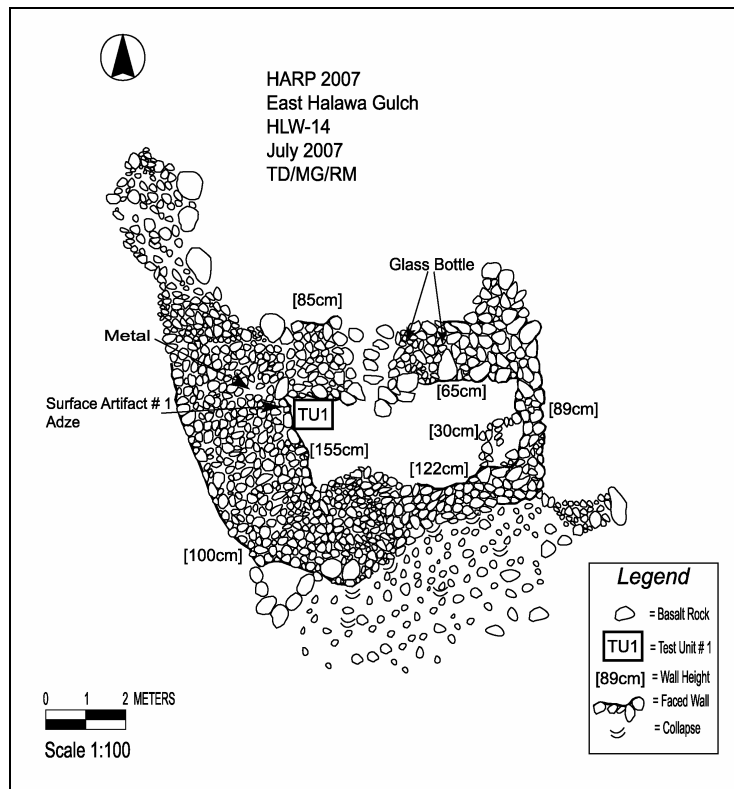 HARP 2007
East Halawa Gulch
HLW-14
July 2007
TD/MG/RM
Glass Bottle
[85cm]
Metal
[65cm]
Surface Artifact # 1
Adze
TU1
[89cm]
[30cm]
[155cm]
[122cm]
[100cm]
Legend
= Basalt Rock
TU1 = Test Unit # 1
[89cm] = Wall Height
= Faced Wall
= Collapse
0 1 2 METERS
Scale 1:100